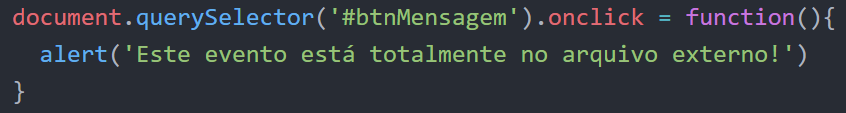 document.querySelector('#btnMensagem').onclick = function(){
  alert('Este evento está totalmente no arquivo externo!')
}